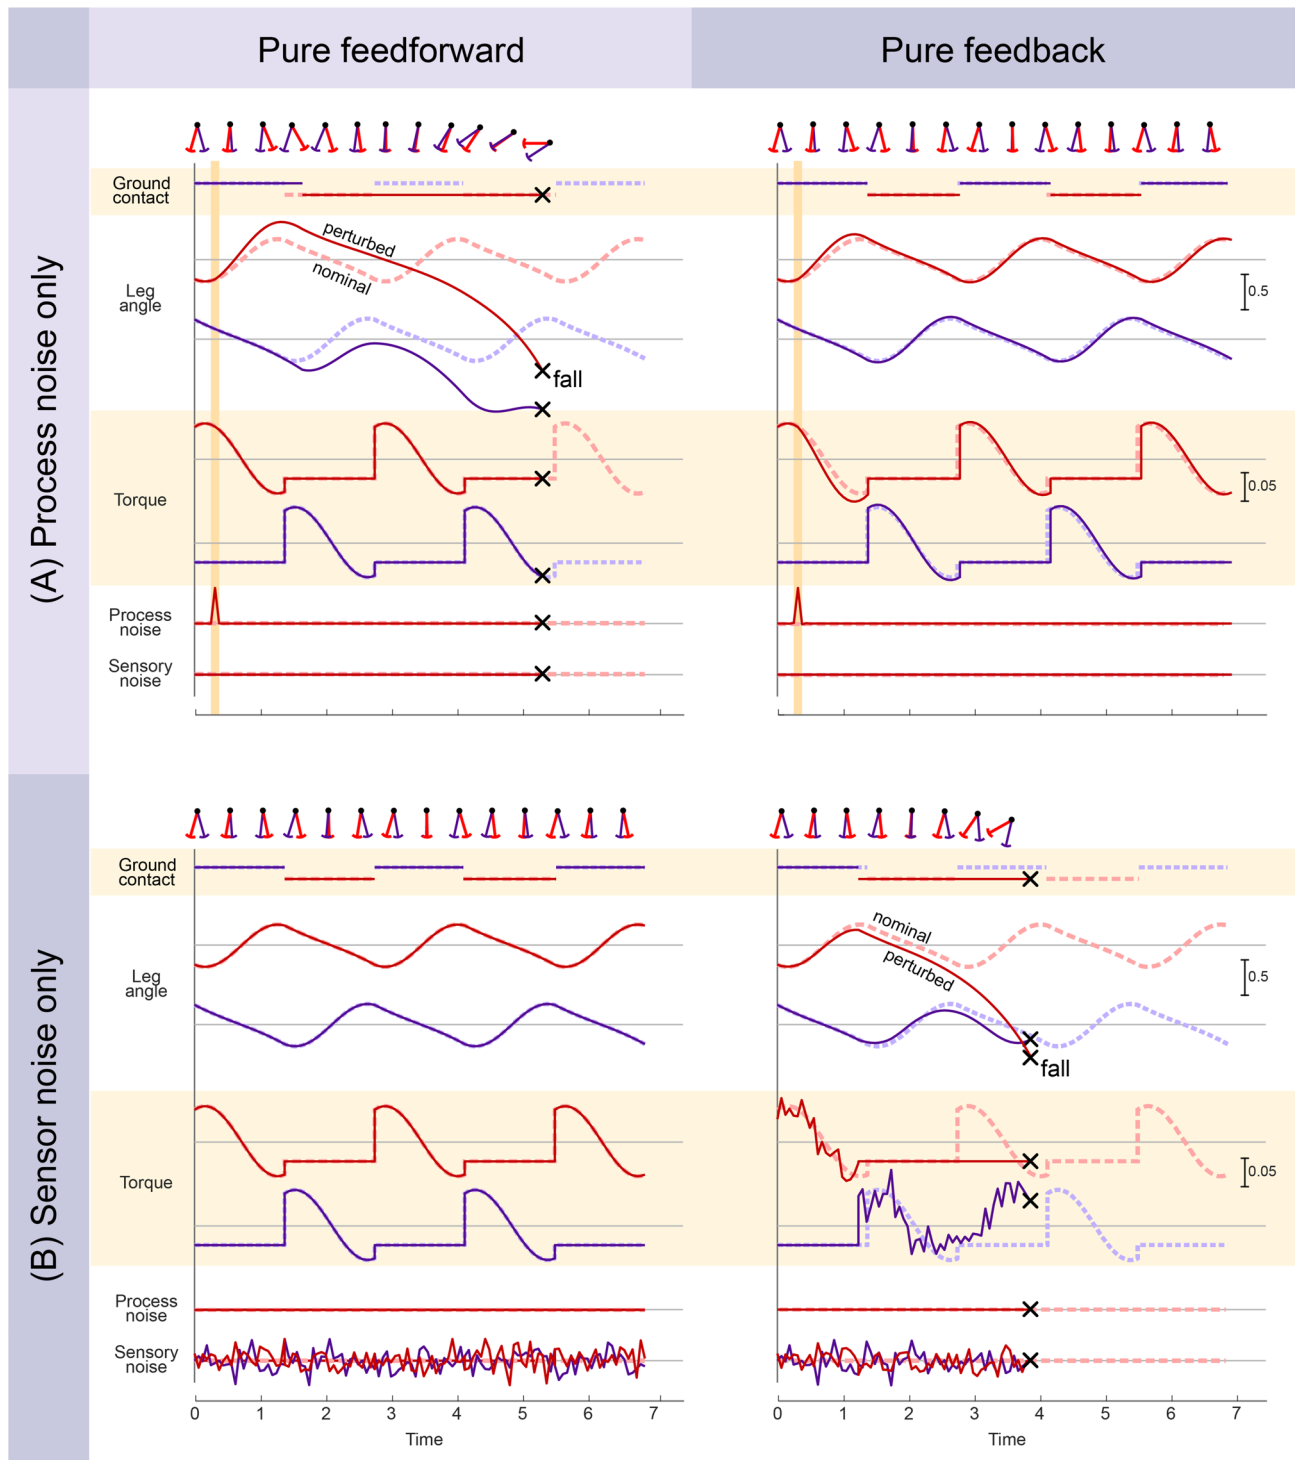 Pure feedforward
Pure feedback
(A) Process noise only
Ground
contact
perturbed
nominal
Leg
angle
fall
0.5
Torque
0.05
Process
noise
Sensory
noise
(B) Sensor noise only
Ground
contact
nominal
perturbed
Leg
angle
fall
0.5
Torque
0.05
Process
noise
Sensory
noise
0 1 2 3 4 5 6 7
Time
0 1 2 3 4 5 6 7
Time